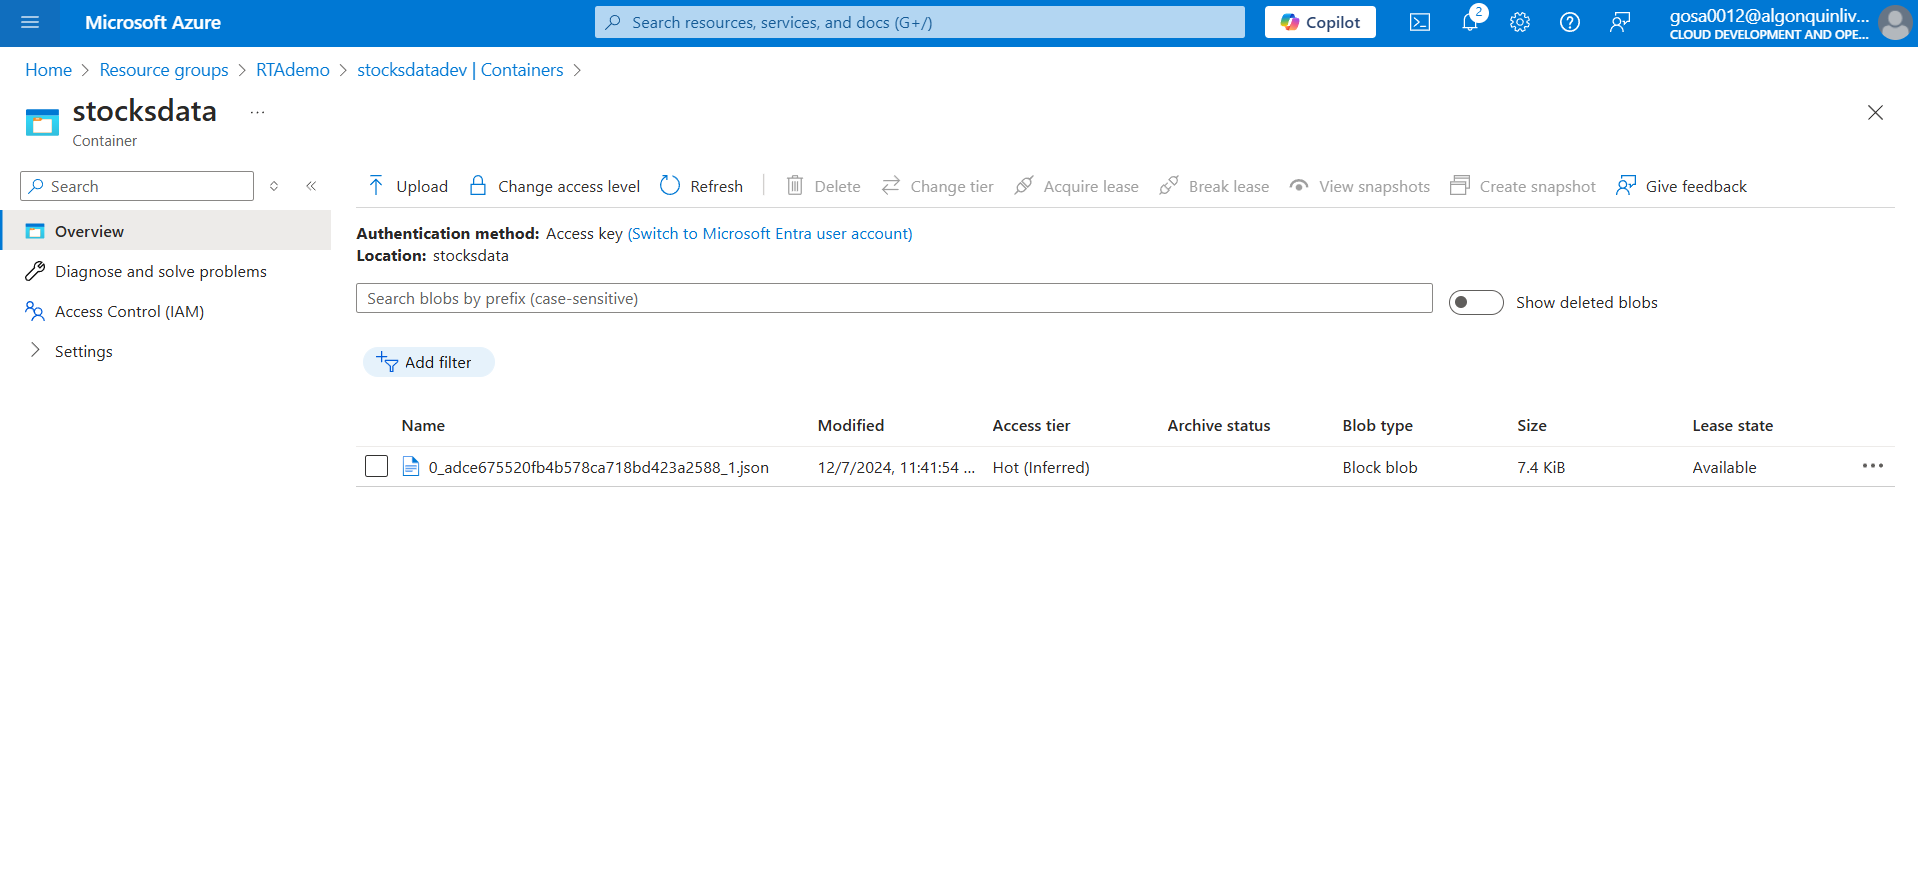 Microsoft Azure
Search resources, services, and docs (G+/)
Copilot
2
gosa0012@algonquinliv...
CLOUD DEVELOPMENT AND OPE...
Home > Resource groups > RTAdemo > stocksdatadev | Containers >
stocksdata ...
Container
Search
Upload Change access level Refresh Delete Change tier Acquire lease Break lease View snapshots Create snapshot Give feedback
Overview
Diagnose and solve problems
Access Control (IAM)
Settings
Authentication method: Access key (Switch to Microsoft Entra user account)
Location: stocksdata
Search blobs by prefix (case-sensitive)
Show deleted blobs
Add filter
Name Modified Access tier Archive status Blob type Size Lease state
0_adce675520fb4b578ca718bd423a2588_1.json 12/7/2024, 11:41:54 ... Hot (Inferred) Block blob 7.4 KiB Available ...